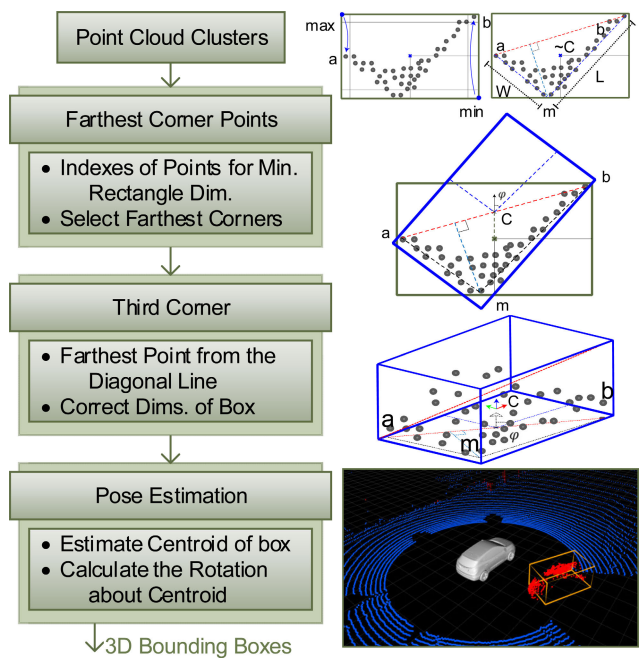 Point Cloud Clusters
Farthest Corner Points
• Indexes of Points for Min.
Rectangle Dim.
• Select Farthest Corners
Third Corner
• Farthest Point from the
Diagonal Line
• Correct Dims. of Box
Pose Estimation
• Estimate Centroid of box
• Calculate the Rotation
about Centroid
3D Bounding Boxes
max
b
a
min
a
b
~C
W
L
m
b
φ
C
a
m
a
b
C
m
φ